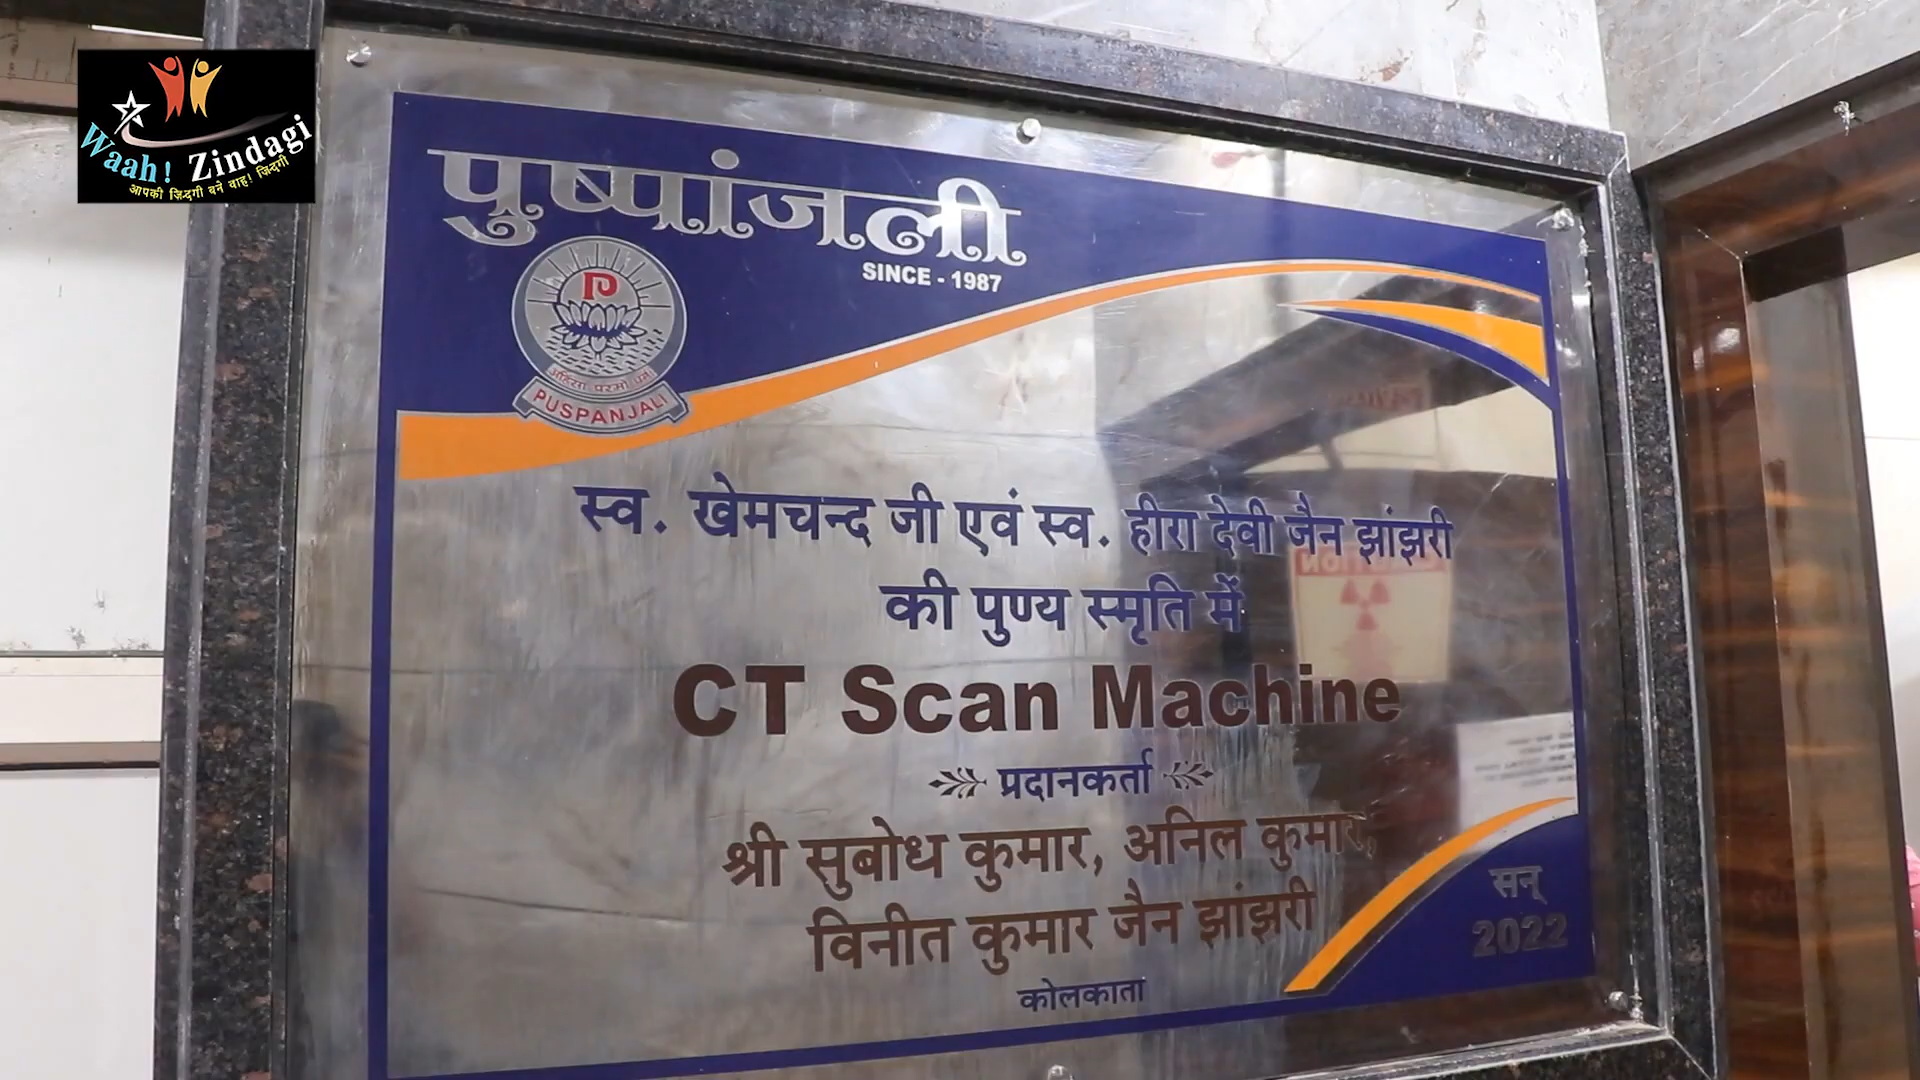 Waah! Zindagi
आपकी ज़िन्दगी बने वाह! ज़िन्दगी
पुष्पांजली
SINCE - 1987
P
अहिंसा परमो धर्म:
PUSPANJALI
स्व. खेमचन्द जी एवं स्व. हीरा देवी जैन झांझरी
की पुण्य स्मृति में
CT Scan Machine
प्रदानकर्ता
श्री सुबोध कुमार, अनिल कुमार,
विनीत कुमार जैन झांझरी
कोलकाता
सन्
2022
CAUTION